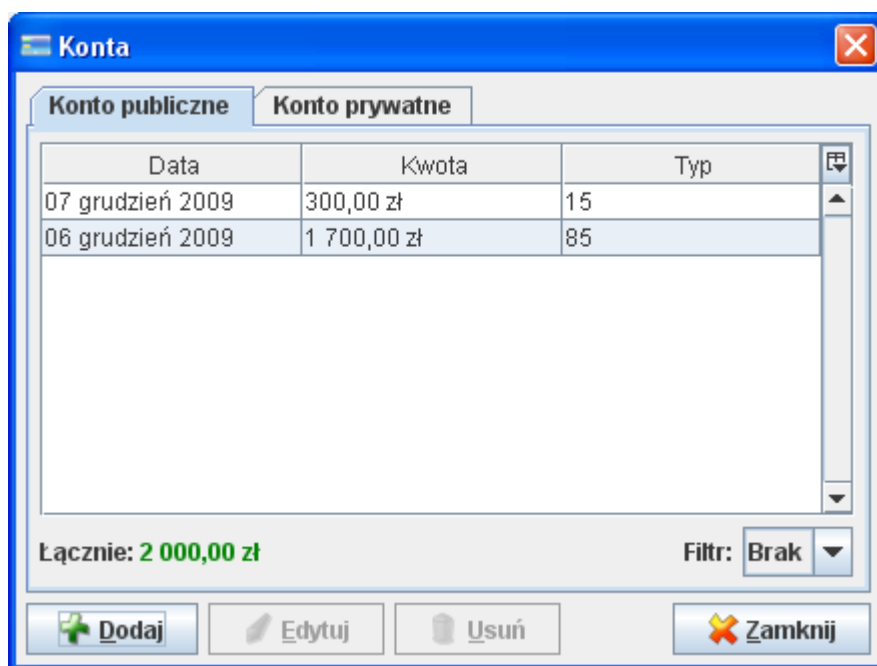 Konta
Konto publiczne Konto prywatne
Data Kwota Typ
07 grudzień 2009 300,00 zł 15
06 grudzień 2009 1 700,00 zł 85
Łącznie: 2 000,00 zł Filtr: Brak
Dodaj Edytuj Usuń Zamknij